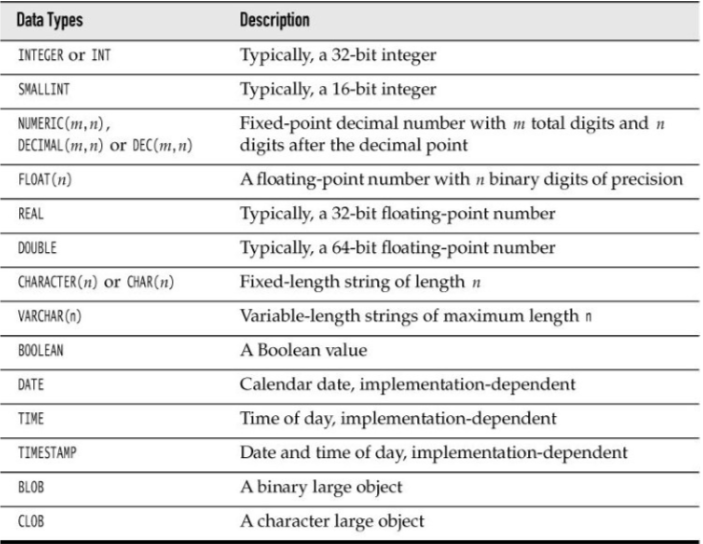 Data Types Description
INTEGER or INT Typically, a 32-bit integer
SMALLINT Typically, a 16-bit integer
NUMERIC(m,n), Fixed-point decimal number with m total digits and n
DECIMAL(m,n) or DEC(m,n) digits after the decimal point
FLOAT(n) A floating-point number with n binary digits of precision
REAL Typically, a 32-bit floating-point number
DOUBLE Typically, a 64-bit floating-point number
CHARACTER(n) or CHAR(n) Fixed-length string of length n
VARCHAR(n) Variable-length strings of maximum length n
BOOLEAN A Boolean value
DATE Calendar date, implementation-dependent
TIME Time of day, implementation-dependent
TIMESTAMP Date and time of day, implementation-dependent
BLOB A binary large object
CLOB A character large object